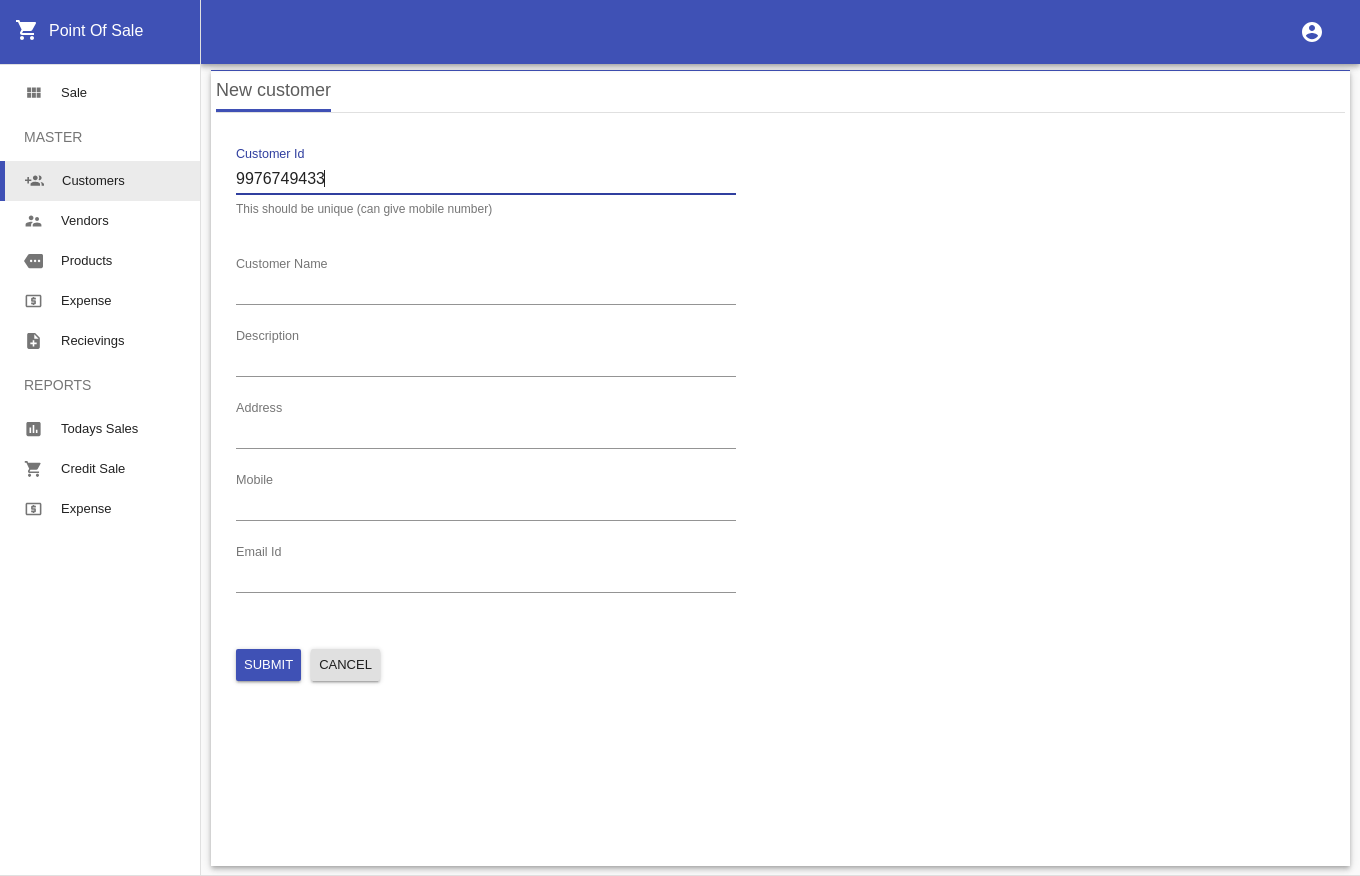 Point Of Sale
Sale
MASTER
Customers
Vendors
Products
Expense
Recievings
REPORTS
Todays Sales
Credit Sale
Expense
New customer
Customer Id
9976749433
This should be unique (can give mobile number)
Customer Name
Description
Address
Mobile
Email Id
SUBMIT CANCEL